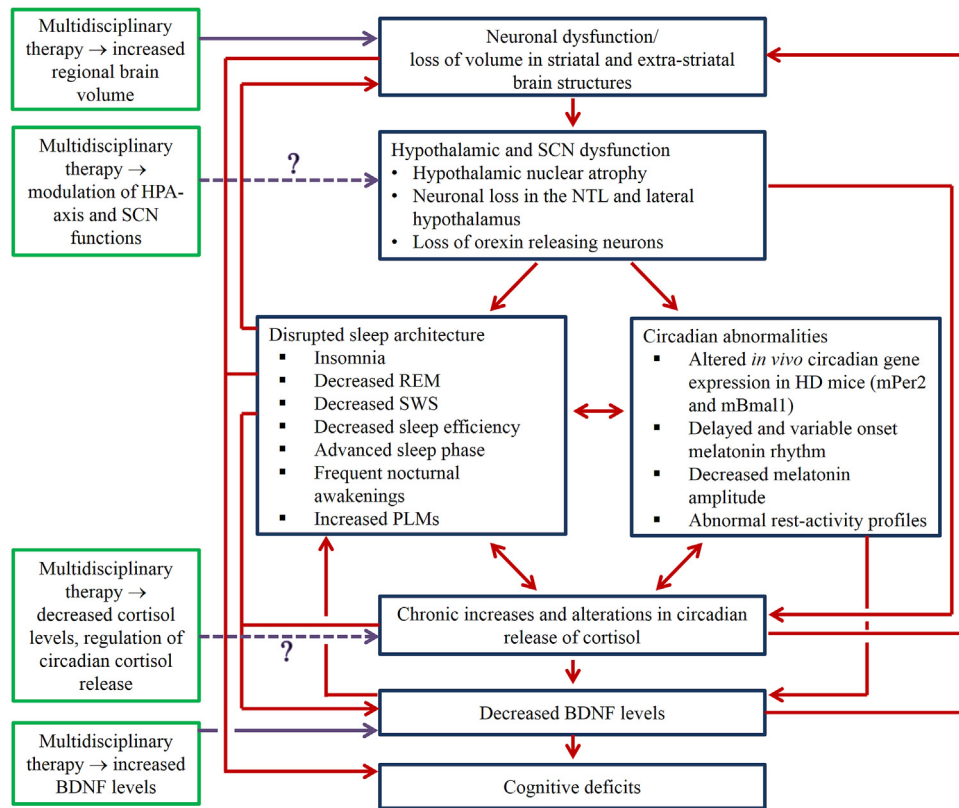 Multidisciplinary
therapy → increased
regional brain
volume
Neuronal dysfunction/
loss of volume in striatal and extra-striatal
brain structures
Multidisciplinary
therapy →
modulation of HPA-
axis and SCN
functions
?
Hypothalamic and SCN dysfunction
• Hypothalamic nuclear atrophy
• Neuronal loss in the NTL and lateral
hypothalamus
• Loss of orexin releasing neurons
Disrupted sleep architecture
▪ Insomnia
▪ Decreased REM
▪ Decreased SWS
▪ Decreased sleep efficiency
▪ Advanced sleep phase
▪ Frequent nocturnal
awakenings
▪ Increased PLMs
Circadian abnormalities
▪ Altered in vivo circadian gene
expression in HD mice (mPer2
and mBmal1)
▪ Delayed and variable onset
melatonin rhythm
▪ Decreased melatonin
amplitude
▪ Abnormal rest-activity profiles
Multidisciplinary
therapy →
decreased cortisol
levels, regulation of
circadian cortisol
release
?
Chronic increases and alterations in circadian
release of cortisol
Multidisciplinary
therapy → increased
BDNF levels
Decreased BDNF levels
Cognitive deficits